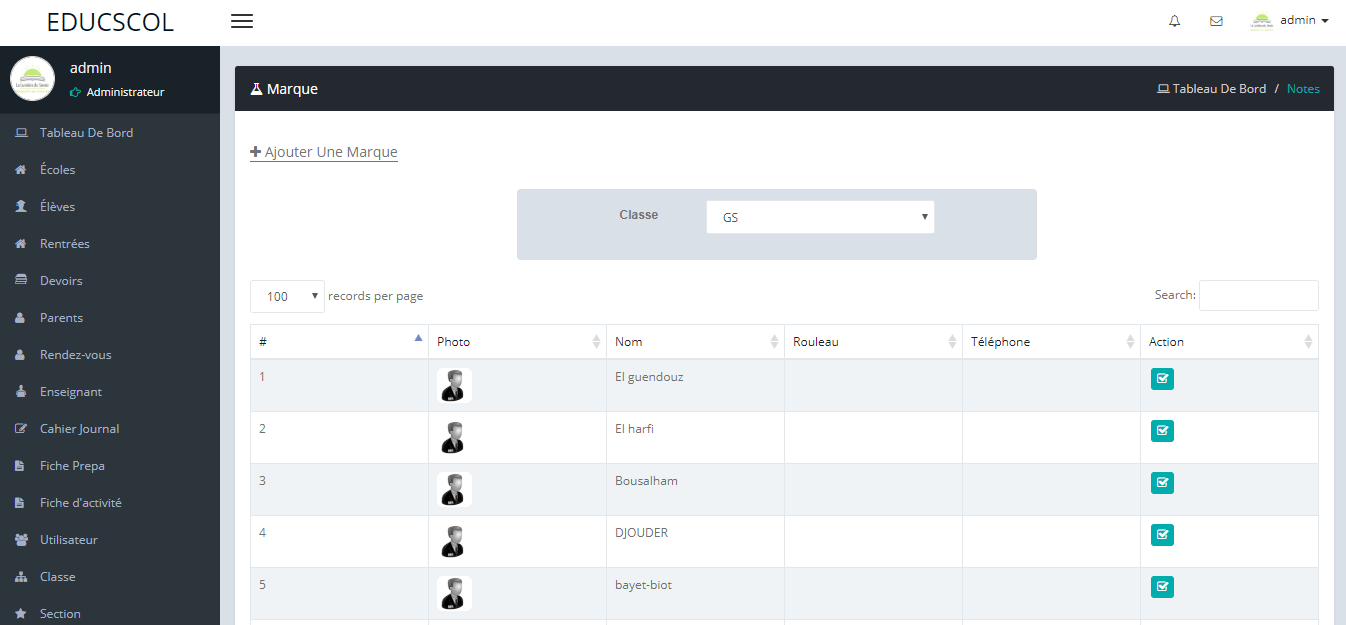 EDUCSCOL
admin
admin
Administrateur
Tableau De Bord
Écoles
Élèves
Rentrées
Devoirs
Parents
Rendez-vous
Enseignant
Cahier Journal
Fiche Prepa
Fiche d'activité
Utilisateur
Classe
Section
Marque
Tableau De Bord / Notes
Ajouter Une Marque
Classe GS
100 records per page Search:
# Photo Nom Rouleau Téléphone Action
1 El guendouz
2 El harfi
3 Bousalham
4 DJOUDER
5 bayet-biot